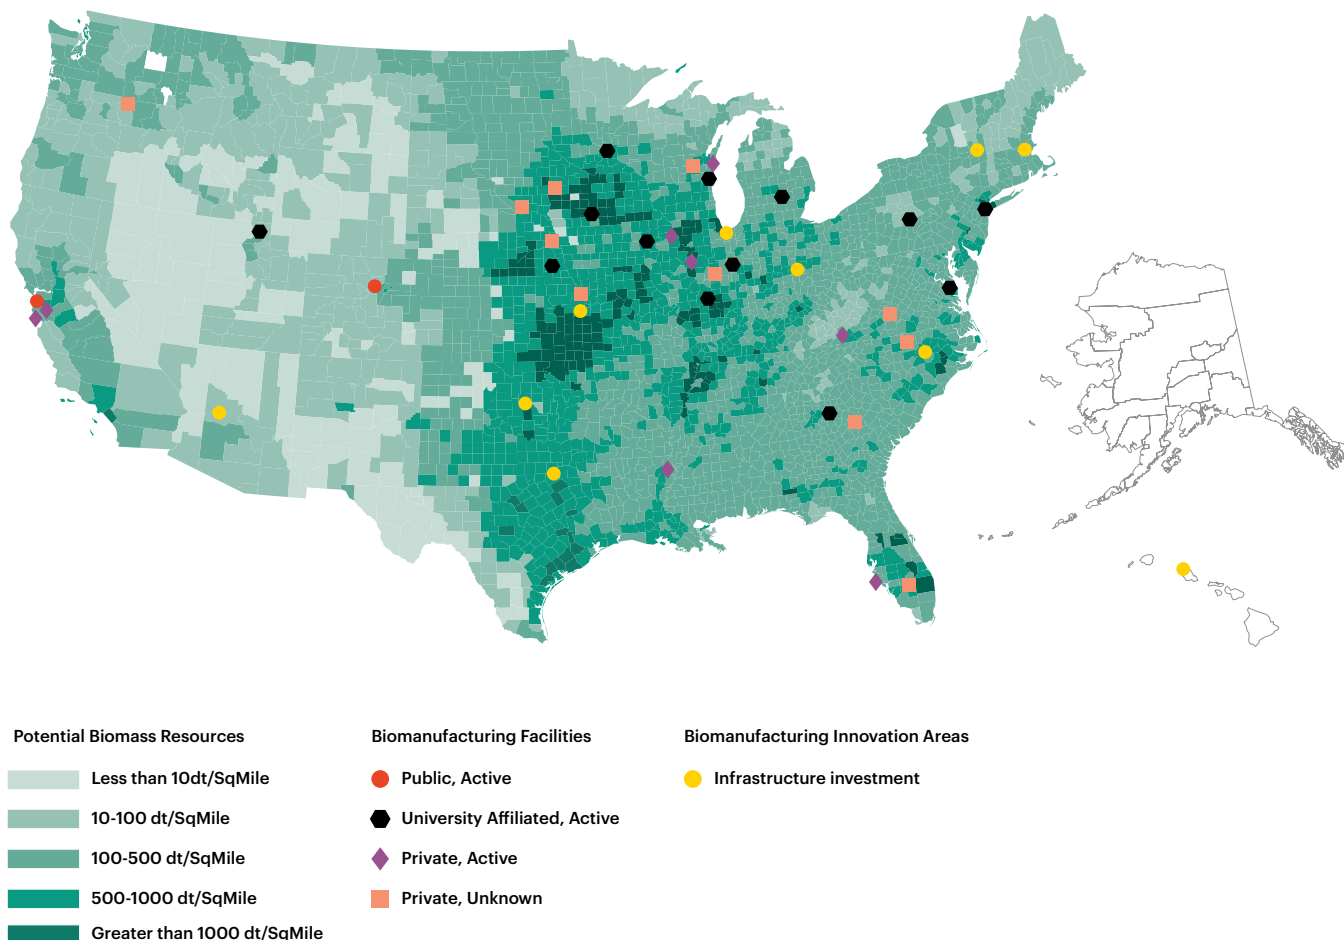 Potential Biomass Resources
Less than 10dt/SqMile
10-100 dt/SqMile
100-500 dt/SqMile
500-1000 dt/SqMile
Greater than 1000 dt/SqMile
Biomanufacturing Facilities
Public, Active
University Affiliated, Active
Private, Active
Private, Unknown
Biomanufacturing Innovation Areas
Infrastructure investment